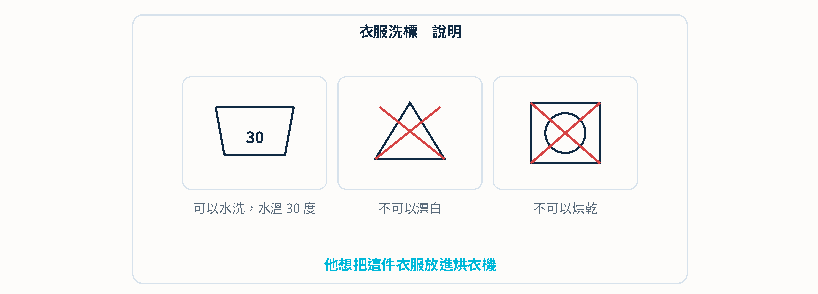 衣服洗標　說明
30
可以水洗，水溫 30 度
不可以漂白
不可以烘乾
他想把這件衣服放進烘衣機